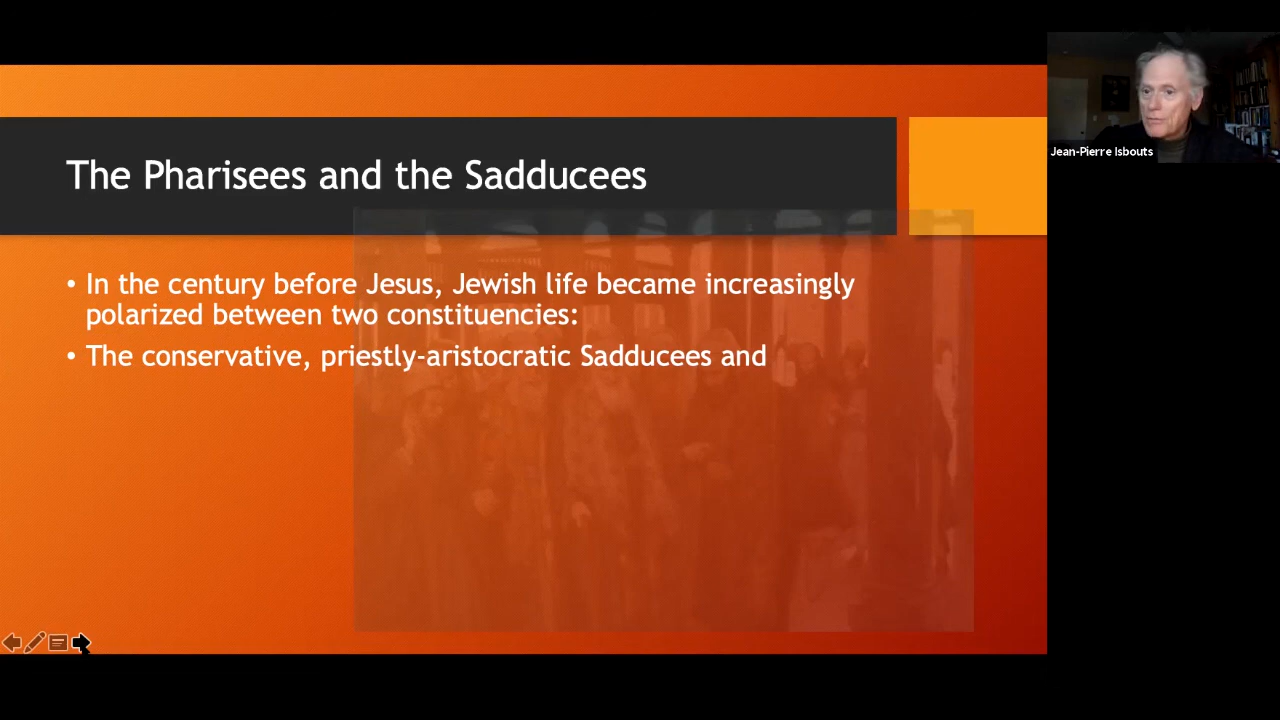 The Pharisees and the Sadducees
• In the century before Jesus, Jewish life became increasingly
polarized between two constituencies:
• The conservative, priestly-aristocratic Sadducees and
Jean-Pierre Isbouts